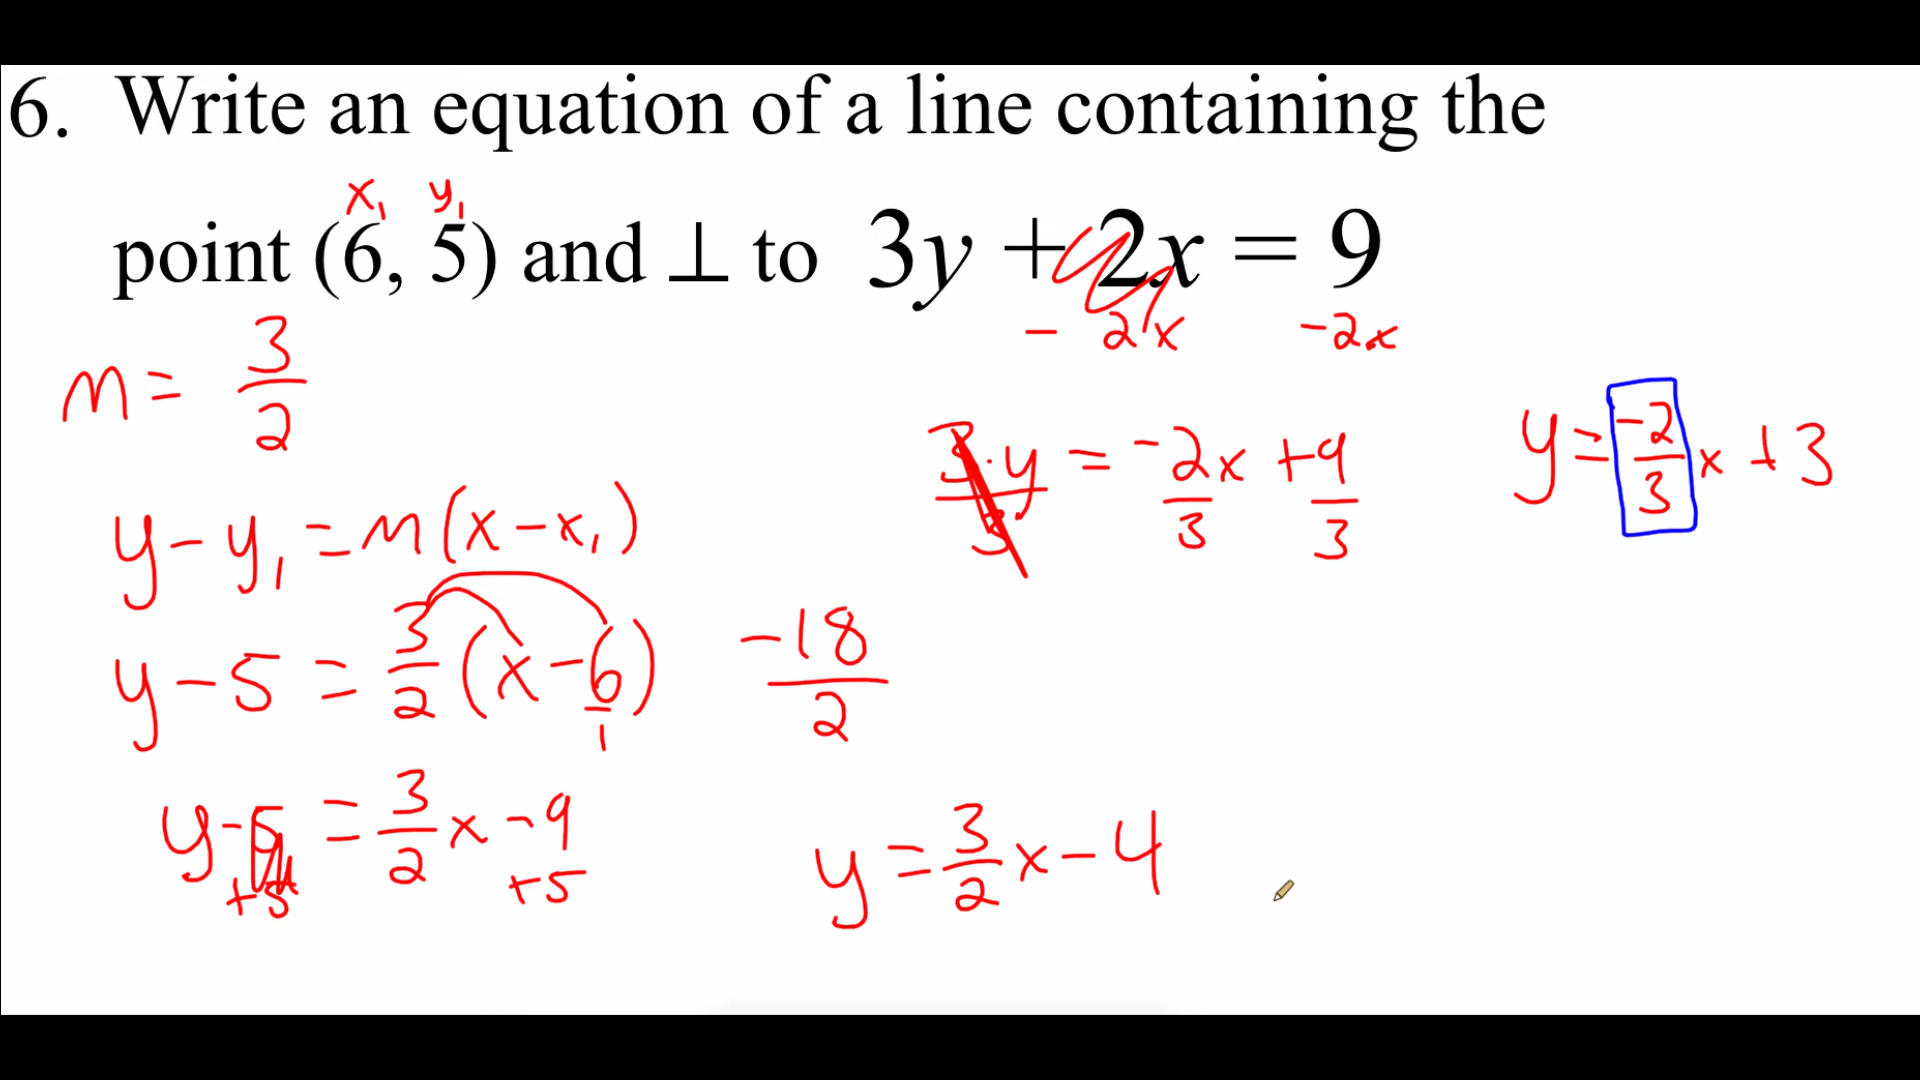 6. Write an equation of a line containing the
x₁ y₁
point (6, 5) and ⊥ to 3y + 2x = 9
- 2x -2x
m = 3/2
3·y/3 = -2x/3 + 9/3
y = -2/3 x + 3
y - y₁ = m(x - x₁)
y - 5 = 3/2 (x - 6/1) -18/2
y - 5 = 3/2 x - 9
+5 +5
y = 3/2 x - 4